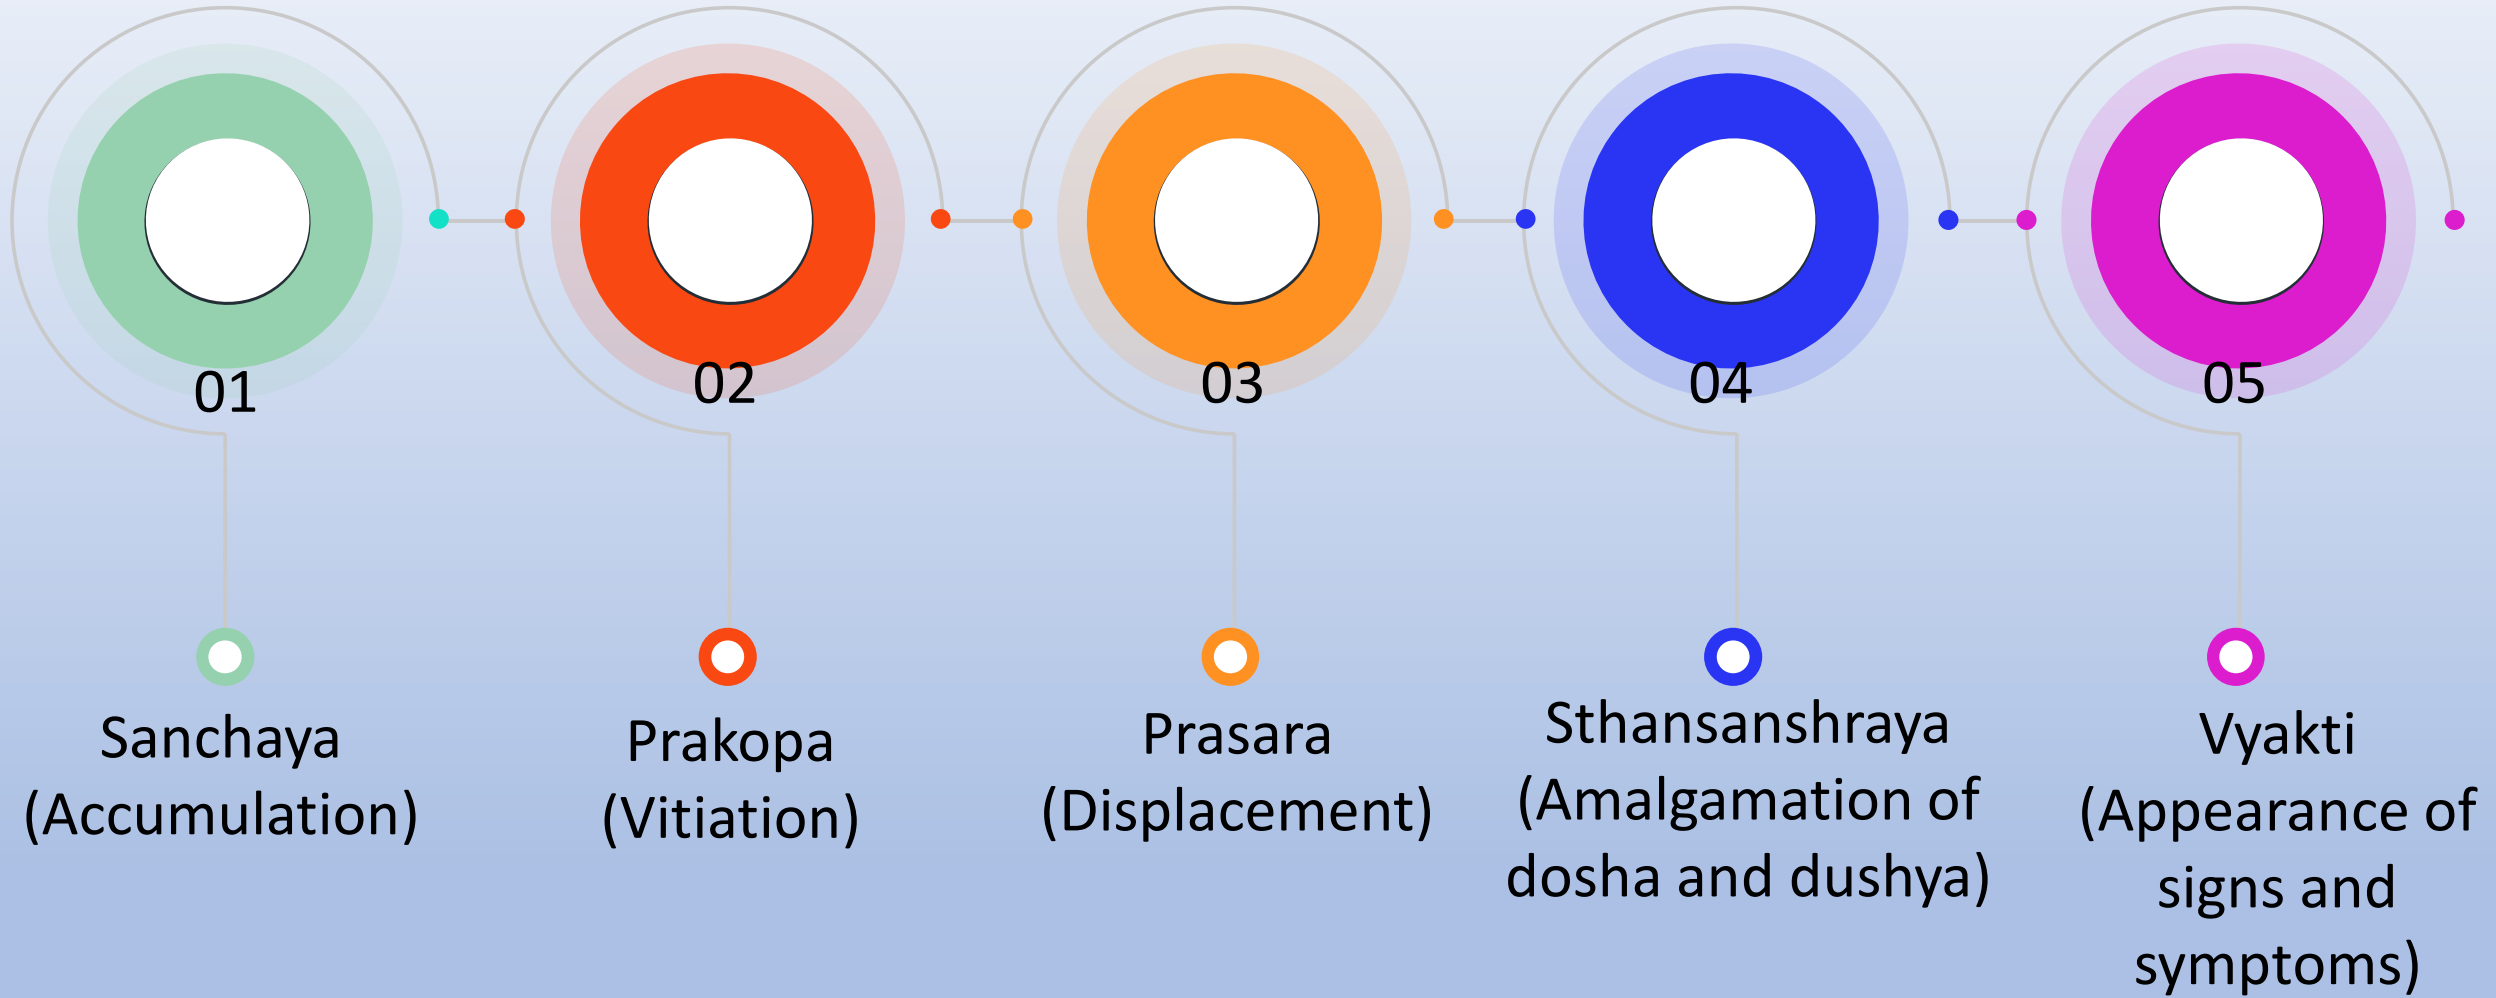 01
02
03
04
05
Sanchaya
(Accumulation)
Prakopa
(Vitiation)
Prasara
(Displacement)
Sthansanshraya
(Amalgamation of
dosha and dushya)
Vyakti
(Appearance of
signs and
symptoms)